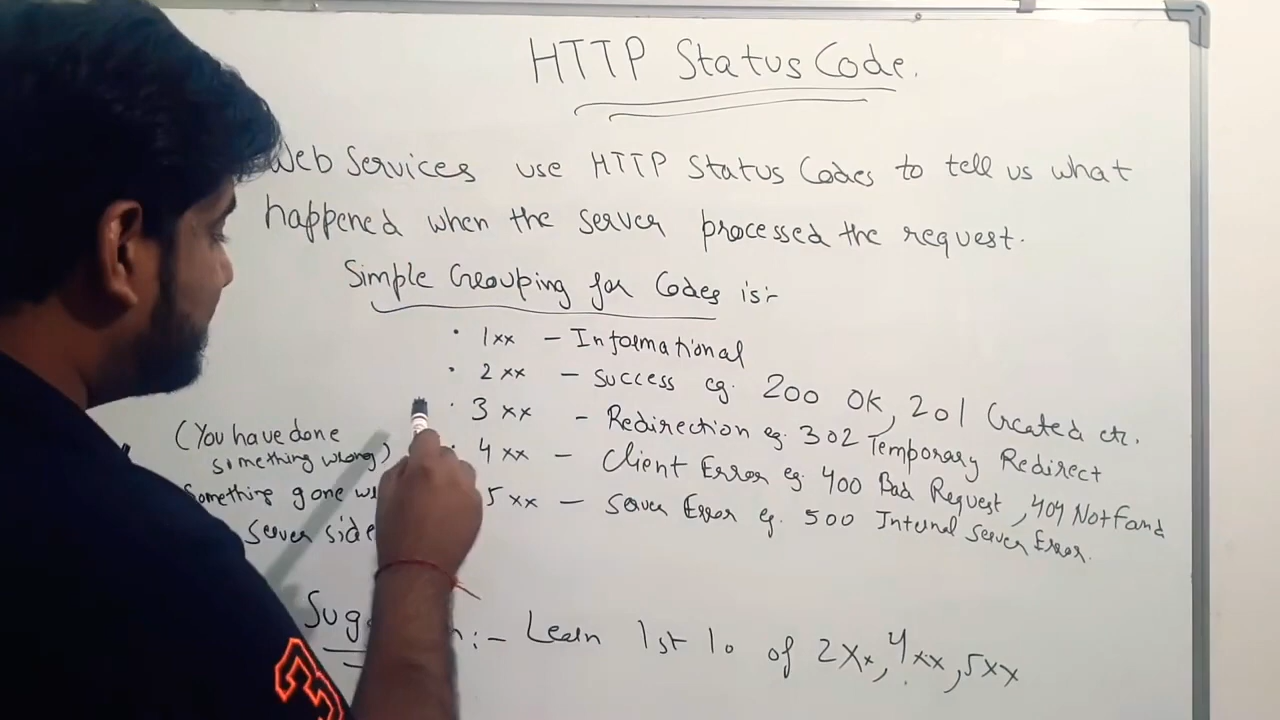 HTTP Status Code.
Web Services use HTTP Status Codes to tell us what
happened when the server processed the request.
Simple Grouping for Codes is:-
• 1xx - Informational
• 2xx - Success eg. 200 OK, 201 Created etc.
• 3xx - Redirection eg. 302 Temporary Redirect
(You have done
something wrong)
• 4xx - Client Error eg. 400 Bad Request, 404 Not Found
Something gone
server side
5xx - Server Error eg. 500 Internal Server Error.
:- Learn 1st 10 of 2xx, 4xx, 5xx
3